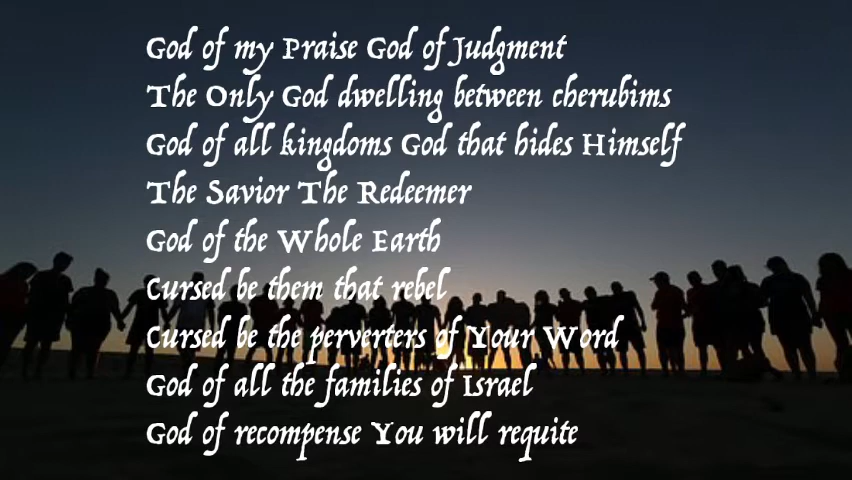 God of my Praise God of Judgment
The Only God dwelling between cherubims
God of all kingdoms God that hides Himself
The Savior The Redeemer
God of the Whole Earth
Cursed be them that rebel
Cursed be the perverters of Your Word
God of all the families of Israel
God of recompense You will requite